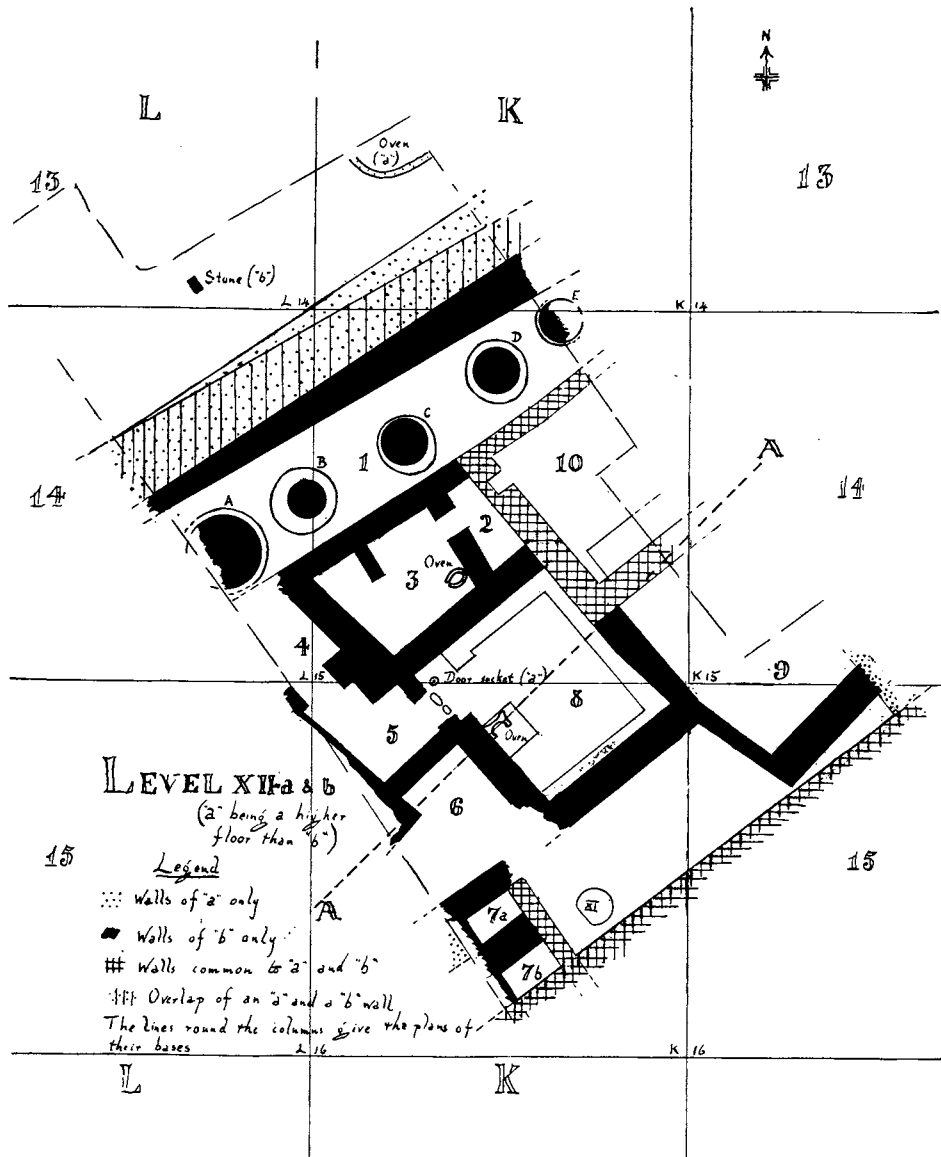 N
L K
Oven
("a")
13 13
Stone ("b")
L 14 K 14
E
D
C
B
A
1
10
A
14 14
2
3
Oven
4
L 15 K 15
Door socket ("a")
9
8
5
Oven
6
LEVEL XII-a & b
("a" being a higher
floor than "b")
15 15
Legend
A
Walls of "a" only
Walls of "b" only
Walls common to "a" and "b"
Overlap of an "a" and a "b" wall
The lines round the columns give the plans of
their bases
7a
XI
7b
L 16 K 16
L K